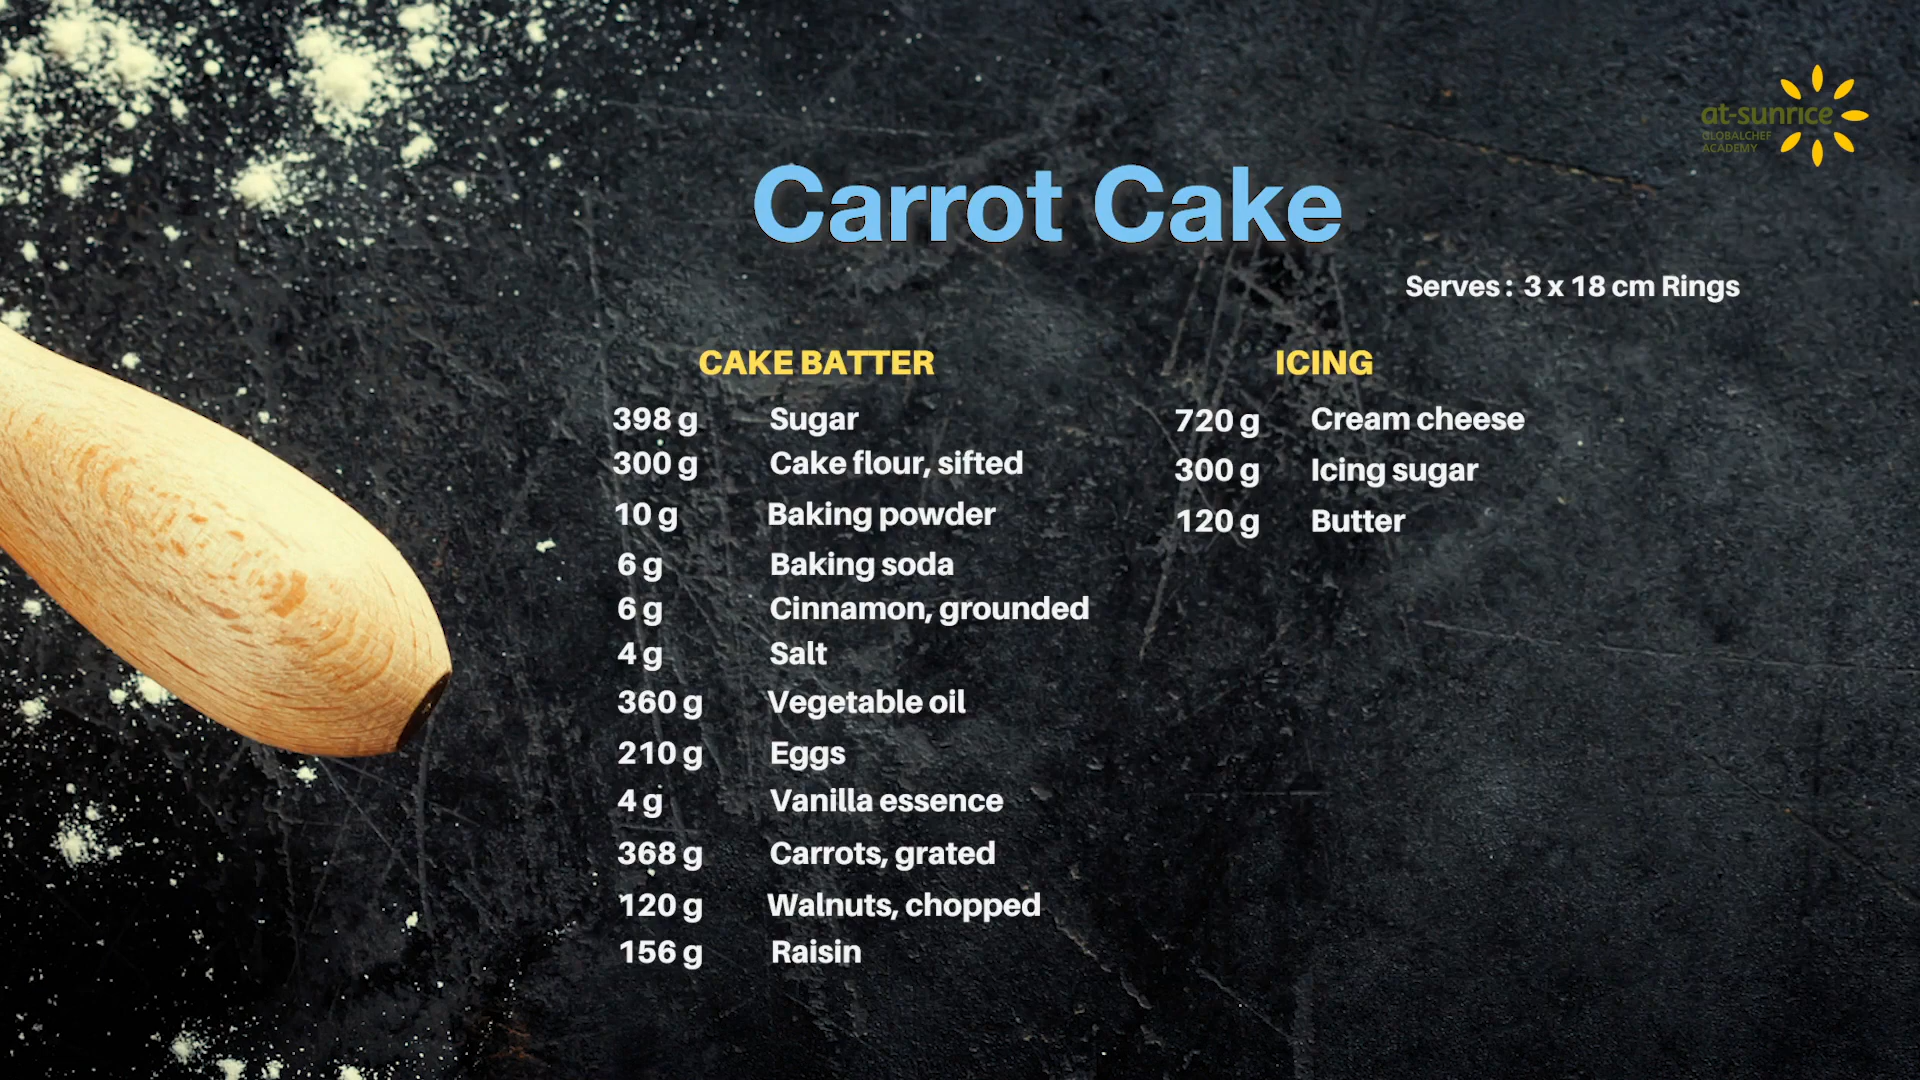 at-sunrice
GLOBALCHEF
ACADEMY
Carrot Cake
Serves : 3 x 18 cm Rings
CAKE BATTER
398 g Sugar
300 g Cake flour, sifted
10 g Baking powder
6 g Baking soda
6 g Cinnamon, grounded
4 g Salt
360 g Vegetable oil
210 g Eggs
4 g Vanilla essence
368 g Carrots, grated
120 g Walnuts, chopped
156 g Raisin
ICING
720 g Cream cheese
300 g Icing sugar
120 g Butter